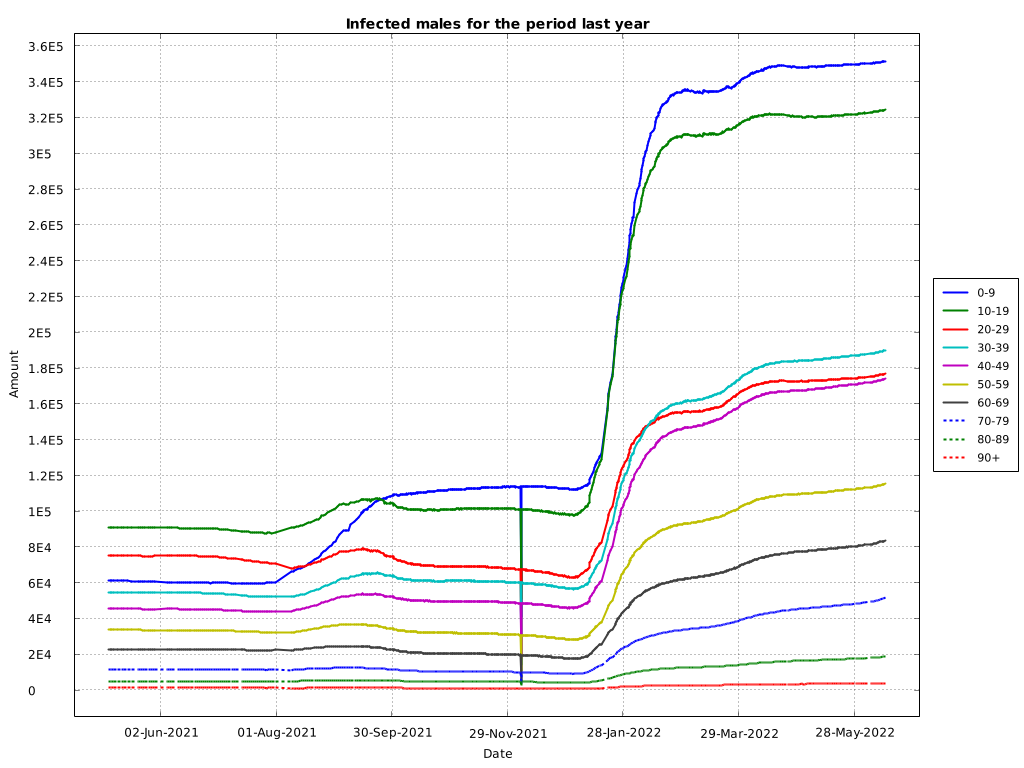 Infected males for the period last year
3.6E5
3.4E5
3.2E5
3E5
2.8E5
2.6E5
2.4E5
2.2E5
2E5
1.8E5
1.6E5
1.4E5
1.2E5
1E5
8E4
6E4
4E4
2E4
0
Amount
02-Jun-2021 01-Aug-2021 30-Sep-2021 29-Nov-2021 28-Jan-2022 29-Mar-2022 28-May-2022
Date
0-9
10-19
20-29
30-39
40-49
50-59
60-69
70-79
80-89
90+